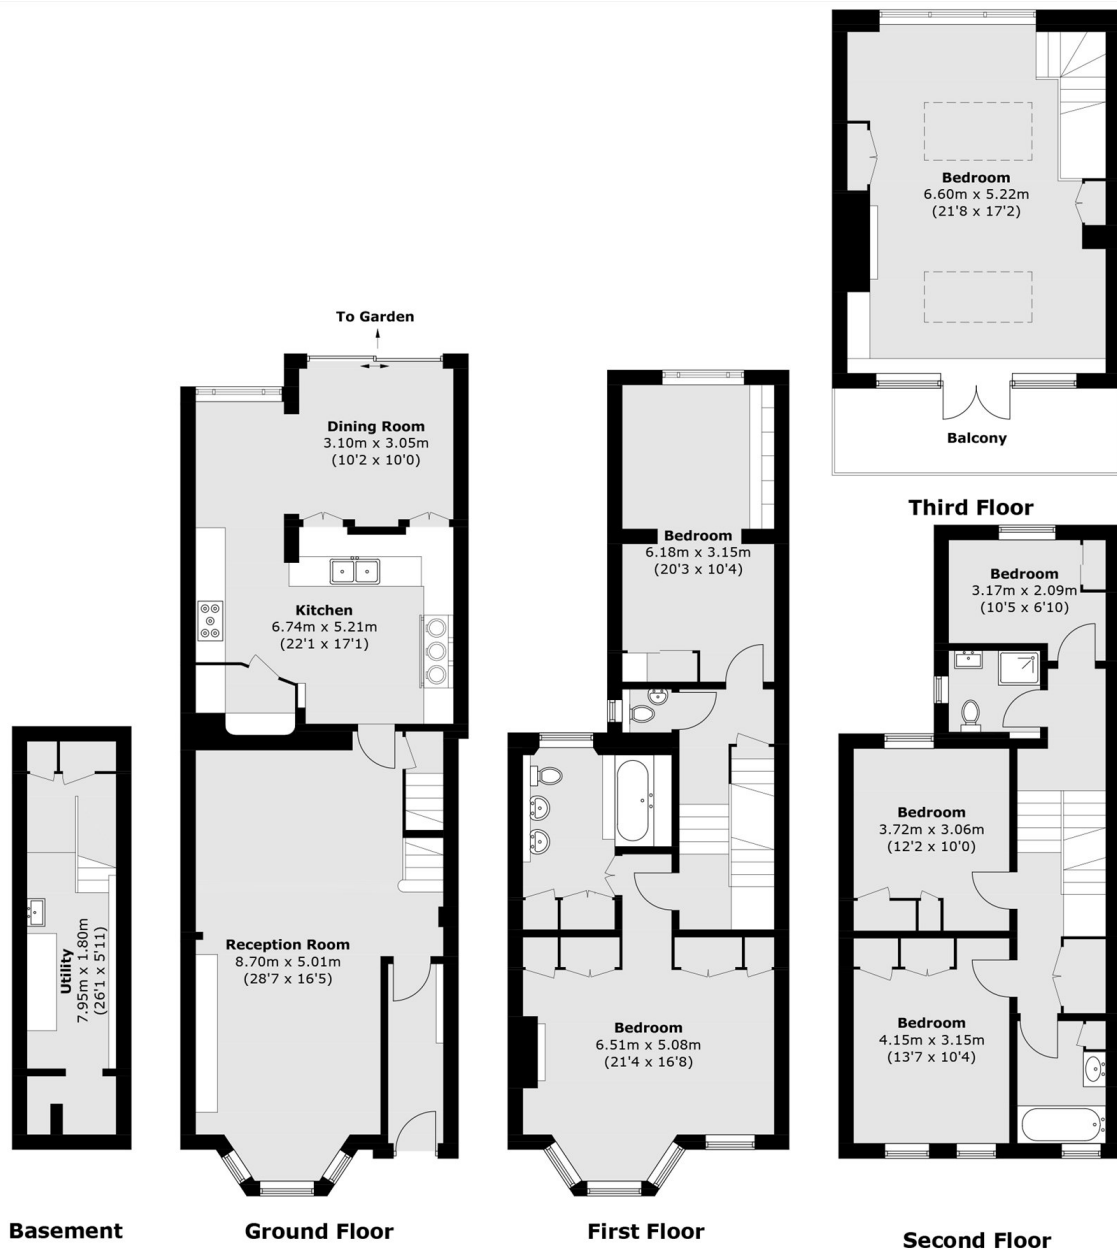 Bedroom
6.60m x 5.22m
(21'8 x 17'2)
Balcony
Third Floor
To Garden
Dining Room
3.10m x 3.05m
(10'2 x 10'0)
Kitchen
6.74m x 5.21m
(22'1 x 17'1)
Bedroom
6.18m x 3.15m
(20'3 x 10'4)
Bedroom
3.17m x 2.09m
(10'5 x 6'10)
Bedroom
3.72m x 3.06m
(12'2 x 10'0)
Utility
7.95m x 1.80m
(26'1 x 5'11)
Reception Room
8.70m x 5.01m
(28'7 x 16'5)
Bedroom
6.51m x 5.08m
(21'4 x 16'8)
Bedroom
4.15m x 3.15m
(13'7 x 10'4)
Basement
Ground Floor
First Floor
Second Floor